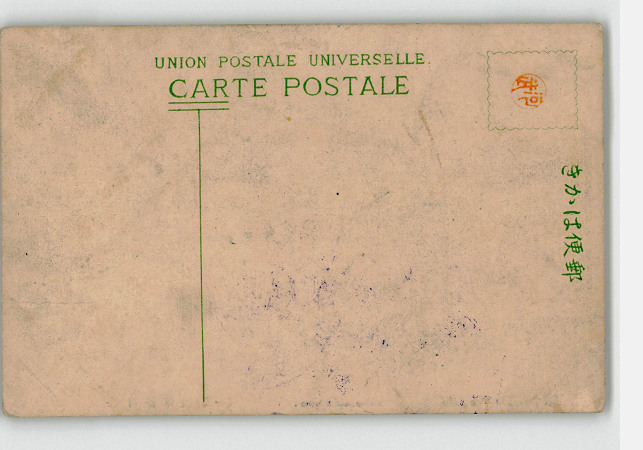 UNION POSTALE UNIVERSELLE.
CARTE POSTALE
郵便はかき